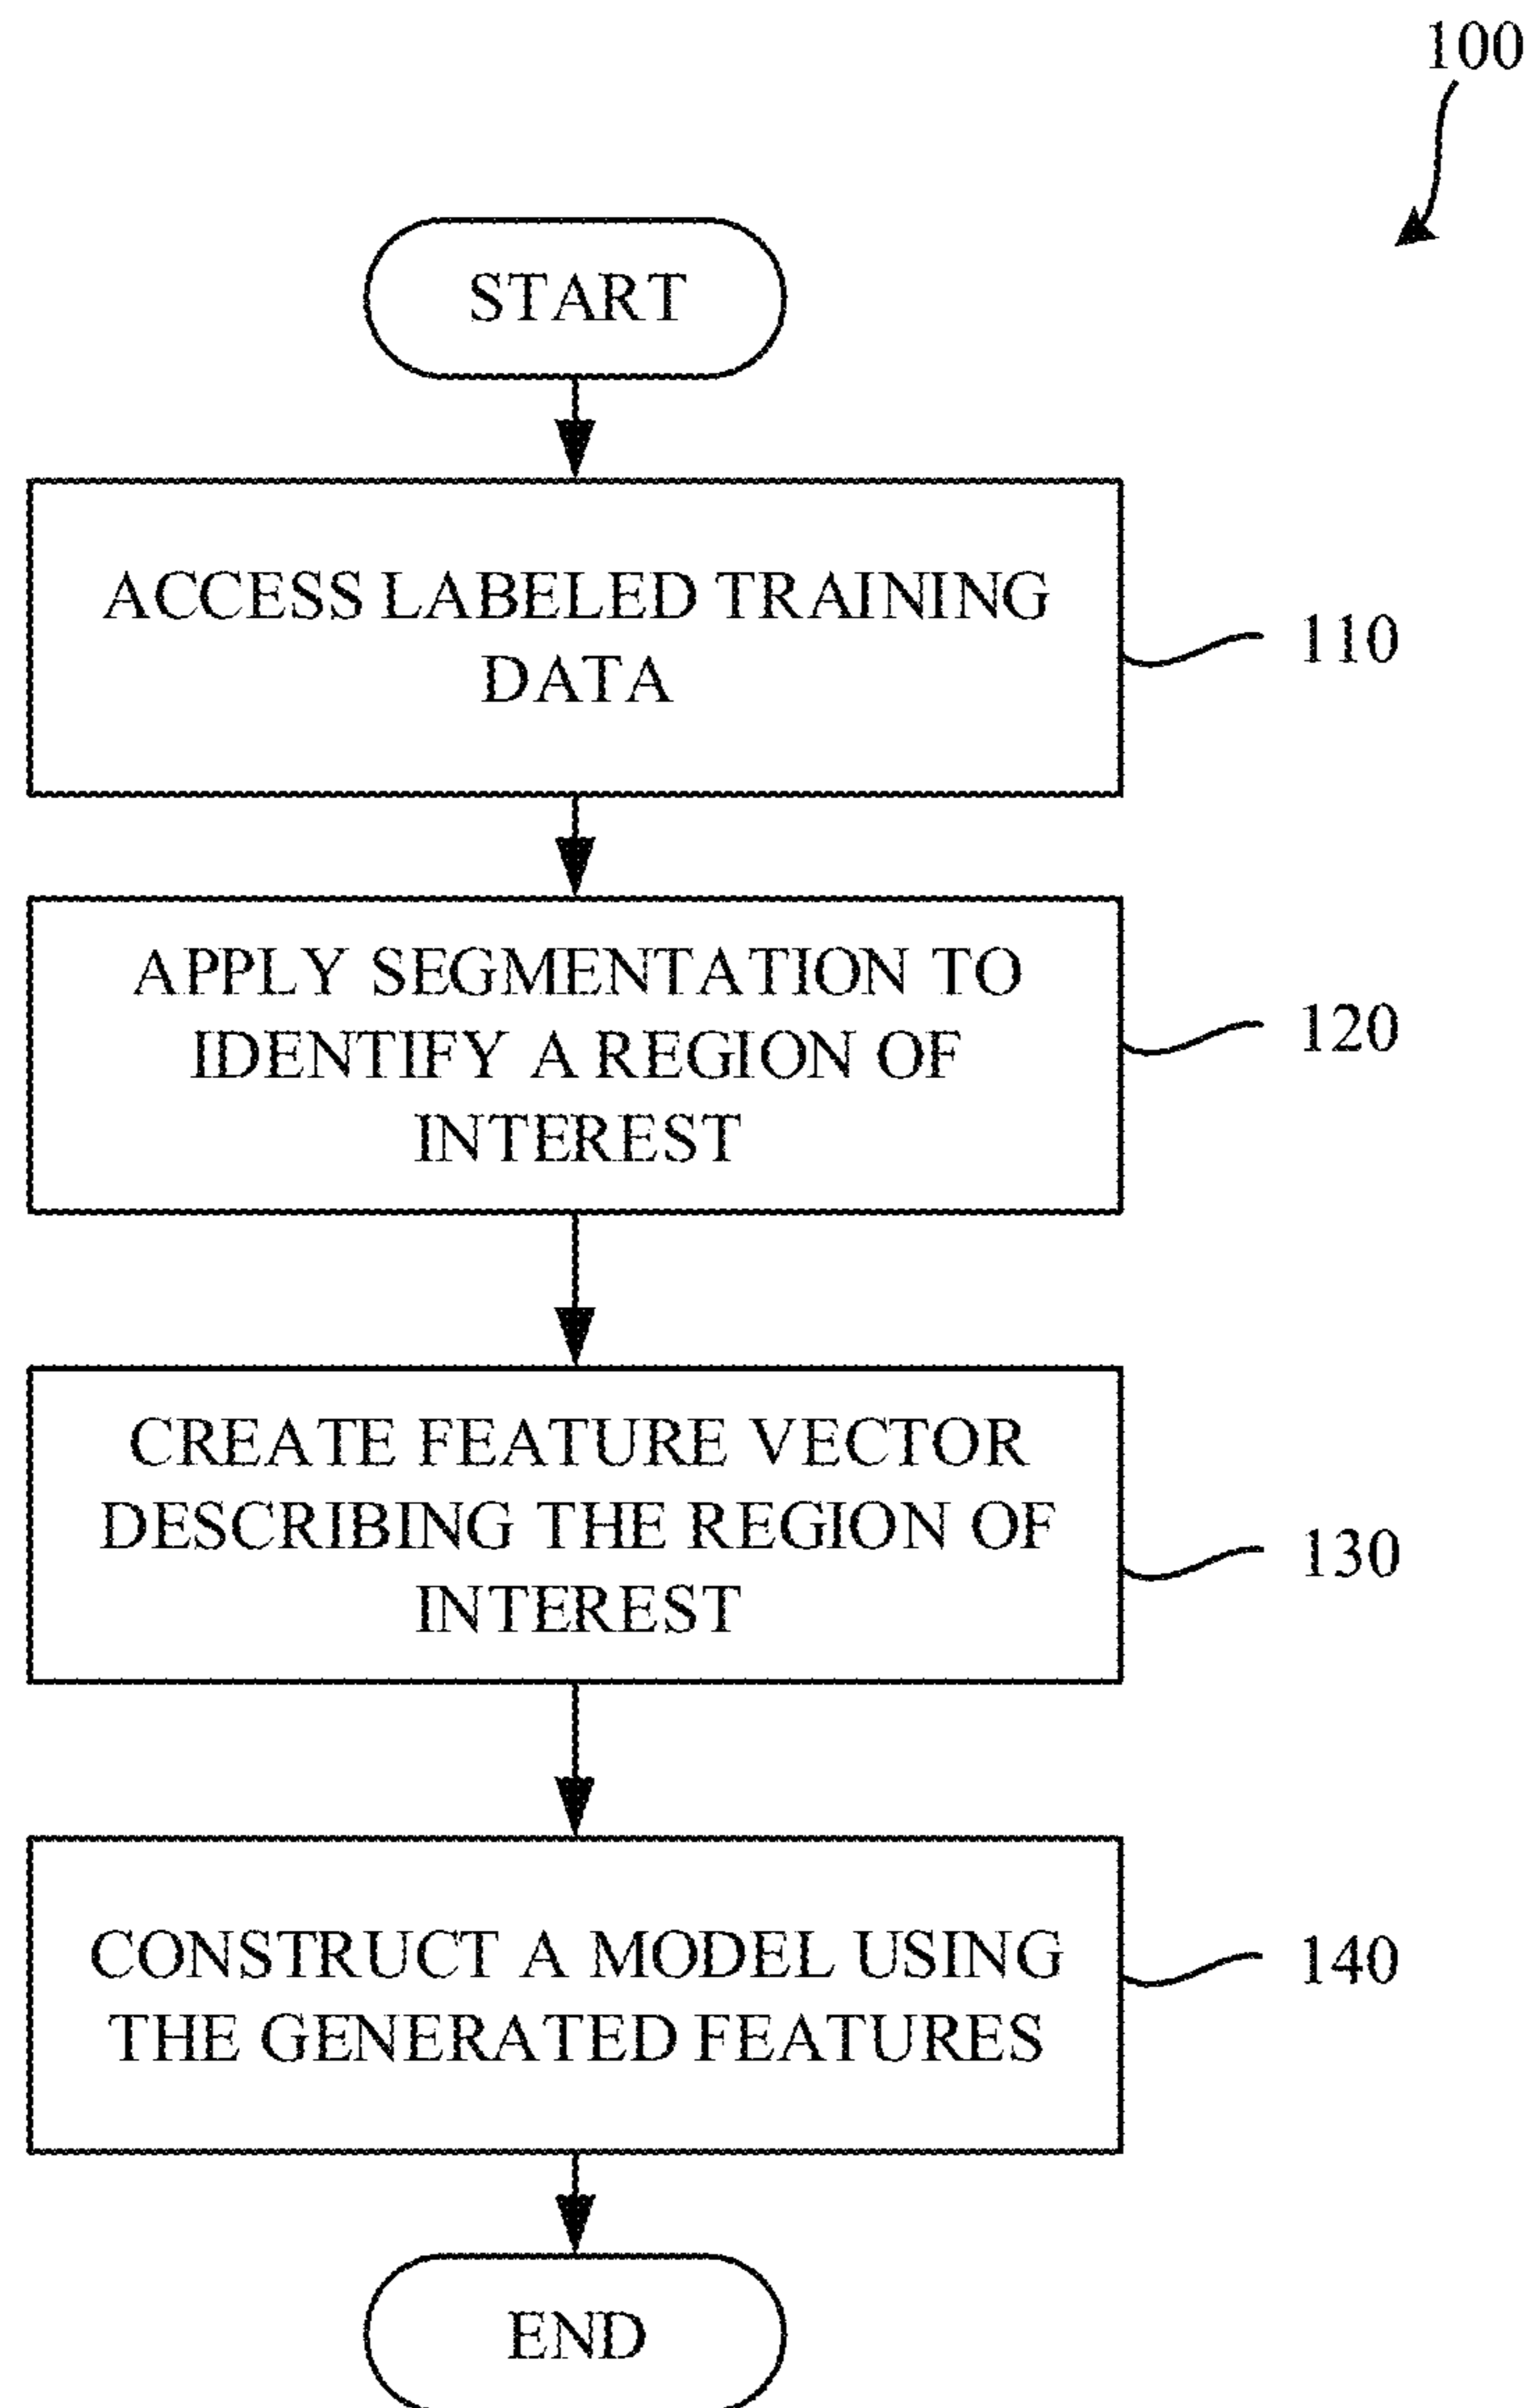 100
START
ACCESS LABELED TRAINING
DATA
110
APPLY SEGMENTATION TO
IDENTIFY A REGION OF
INTEREST
120
CREATE FEATURE VECTOR
DESCRIBING THE REGION OF
INTEREST
130
CONSTRUCT A MODEL USING
THE GENERATED FEATURES
140
END